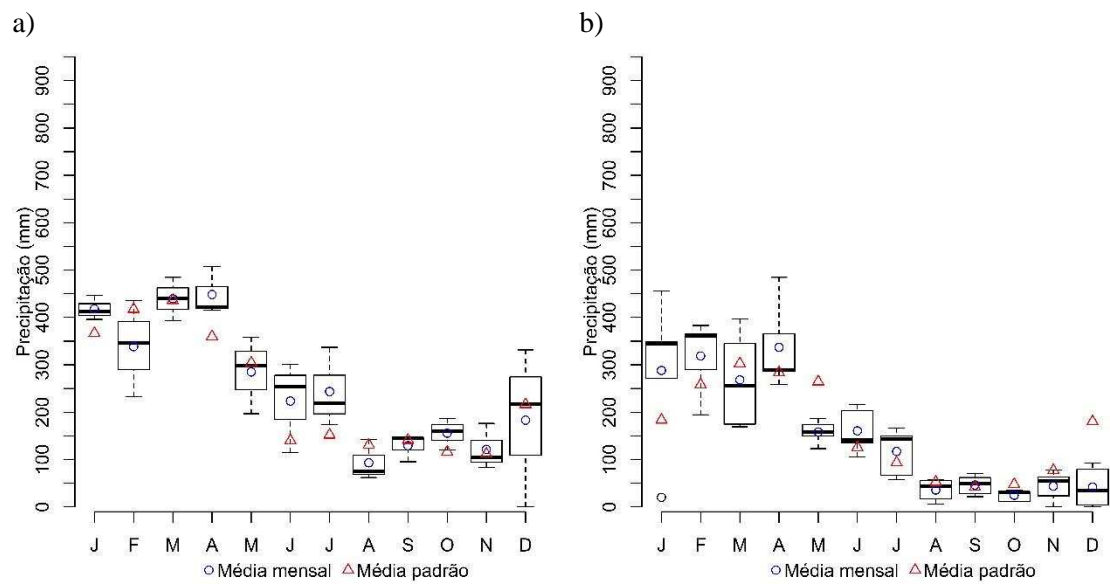 a)
Precipitação (mm)
0 100 200 300 400 500 600 700 800 900
J F M A M J J A S O N D
Média mensal Média padrão
b)
Precipitação (mm)
0 100 200 300 400 500 600 700 800 900
J F M A M J J A S O N D
Média mensal Média padrão